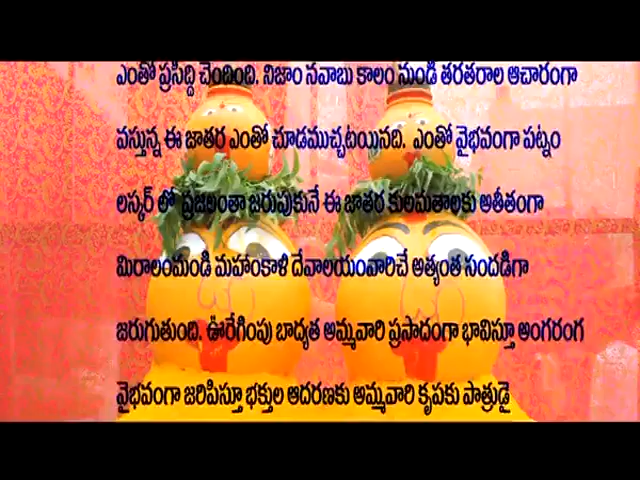 ఎంతో ప్రసిద్ధి చెందింది. నిజాం నవాబు కాలం నుండి తరతరాల ఆచారంగా
వస్తున్న ఈ జాతర ఎంతో చూడముచ్చటయినది. ఎంతో వైభవంగా పట్నం
లస్కర్ లో ప్రజలంతా జరుపుకునే ఈ జాతర కులమతాలకు అతీతంగా
మిరాలంమండి మహాంకాళి దేవాలయంవారిచే అత్యంత సందడిగా
జరుగుతుంది. ఊరేగింపు బాద్యత అమ్మవారి ప్రసాదంగా భావిస్తూ అంగరంగ
వైభవంగా జరిపిస్తూ భక్తుల ఆదరణకు అమ్మవారి కృపకు పాత్రుడై